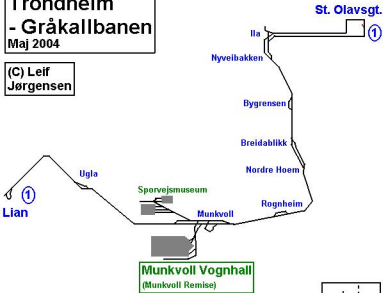 Trondheim
- Gråkallbanen
Maj 2004
(C) Leif
Jørgensen
St. Olavsgt.
1
Ila
Nyveibakken
Bygrensen
Breidablikk
Nordre Hoem
Rognheim
Munkvoll
Sporvejsmuseum
Ugla
1
Lian
Munkvoll Vognhall
(Munkvoll Remise)